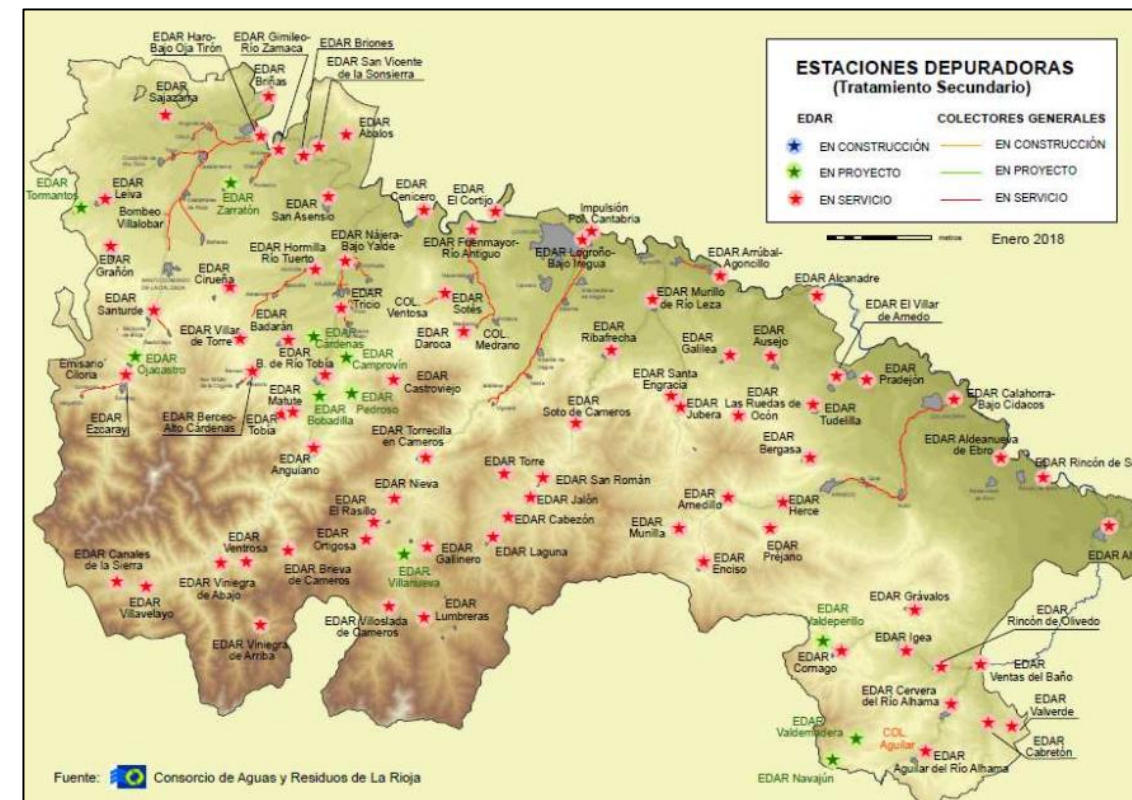 ESTACIONES DEPURADORAS
(Tratamiento Secundario)
EDAR
COLECTORES GENERALES
EN CONSTRUCCIÓN
EN CONSTRUCCIÓN
EN PROYECTO
EN PROYECTO
EN SERVICIO
EN SERVICIO
metros
Enero 2018
EDAR Haro-
Bajo Oja Tirón
EDAR Gimileo-
Río Zamaca
EDAR Briones
EDAR San Vicente
de la Sonsierra
EDAR
Briñas
EDAR
Sajazarra
EDAR
Abalos
EDAR
Tormantos
EDAR
Leiva
EDAR
Zarratón
Bombeo
Villalobar
EDAR
San Asensio
EDAR
Cenicero
EDAR
El Cortijo
Impulsión
Pol. Cantabria
EDAR
Grañón
EDAR Hormilla
Río Tuerto
EDAR Nájera-
Bajo Yalde
EDAR
Fuenmayor-
Río Antiguo
EDAR Logroño-
Bajo Iregua
EDAR Arrúbal-
Agoncillo
EDAR Alcanadre
EDAR El Villar
de Arnedo
EDAR
Cirueña
EDAR
Santurde
EDAR
Tricio
COL.
Ventosa
EDAR
Sotés
EDAR Murillo
de Río Leza
EDAR Villar
de Torre
EDAR
Badarán
EDAR
Cárdenas
EDAR
Daroca
COL.
Medrano
EDAR
Ribafrecha
EDAR
Galilea
EDAR
Ausejo
EDAR
Pradejón
Emisario
Ciloria
EDAR
Ojacastro
EDAR
B. de Río Tobía
EDAR
Camprovín
EDAR
Castroviejo
EDAR Santa
Engracia
EDAR
Jubera
EDAR
Las Ruedas de
Ocón
EDAR
Tudelilla
EDAR Calahorra-
Bajo Cidacos
EDAR
Ezcaray
EDAR Berceo-
Alto Cárdenas
EDAR
Matute
EDAR
Tobía
EDAR
Bobadilla
EDAR
Pedroso
EDAR
Soto de Cameros
EDAR
Anguiano
EDAR Torrecilla
en Cameros
EDAR
Bergasa
EDAR Aldeanueva
de Ebro
EDAR Rincón de S
EDAR Torre
EDAR San Román
EDAR Nieva
EDAR Jalón
EDAR
Arnedillo
EDAR
Herce
EDAR
El Rasillo
EDAR Cabezón
EDAR
Munilla
EDAR
Préjano
EDAR
Ortigosa
EDAR
Gallinero
EDAR Laguna
EDAR
Enciso
EDAR Al
EDAR Canales
de la Sierra
EDAR
Ventrosa
EDAR Brieva
de Cameros
EDAR
Villanueva
EDAR
Villavelayo
EDAR Viniegra
de Abajo
EDAR Viniegra
de Arriba
EDAR Villoslada
de Cameros
EDAR
Lumbreras
EDAR Grávalos
EDAR
Rincón de Olivedo
EDAR
Valdeperillo
EDAR
Cornago
EDAR Igea
EDAR
Ventas del Baño
EDAR Cervera
del Río Alhama
EDAR
Valverde
EDAR
Cabretón
EDAR
Valdemadera
COL.
Aguilar
EDAR
Aguilar del Río Alhama
EDAR Navajún
Fuente:
Consorcio de Aguas y Residuos de La Rioja